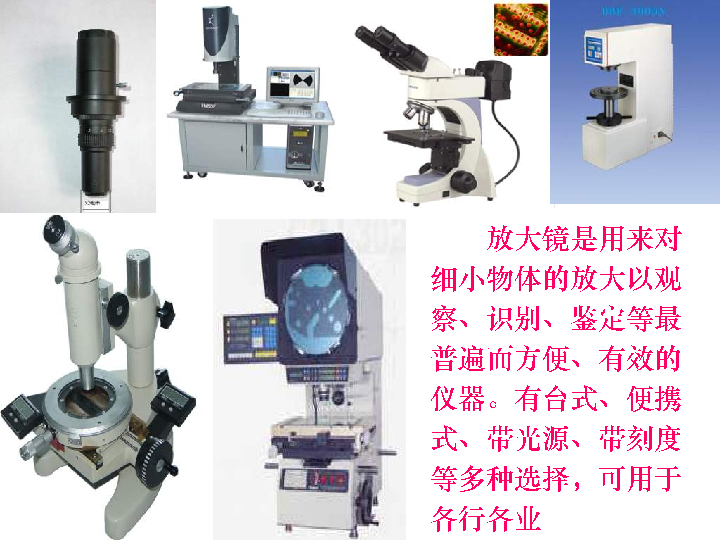 放大镜是用来对
细小物体的放大以观
察、识别、鉴定等最
普遍而方便、有效的
仪器。有台式、便携
式、带光源、带刻度
等多种选择，可用于
各行各业